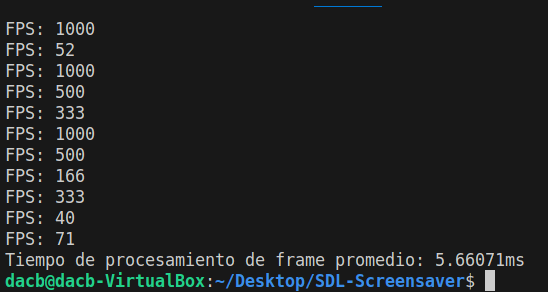 FPS: 1000
FPS: 52
FPS: 1000
FPS: 500
FPS: 333
FPS: 1000
FPS: 500
FPS: 166
FPS: 333
FPS: 40
FPS: 71
Tiempo de procesamiento de frame promedio: 5.66071ms
dacb@dacb-VirtualBox:~/Desktop/SDL-Screensaver$